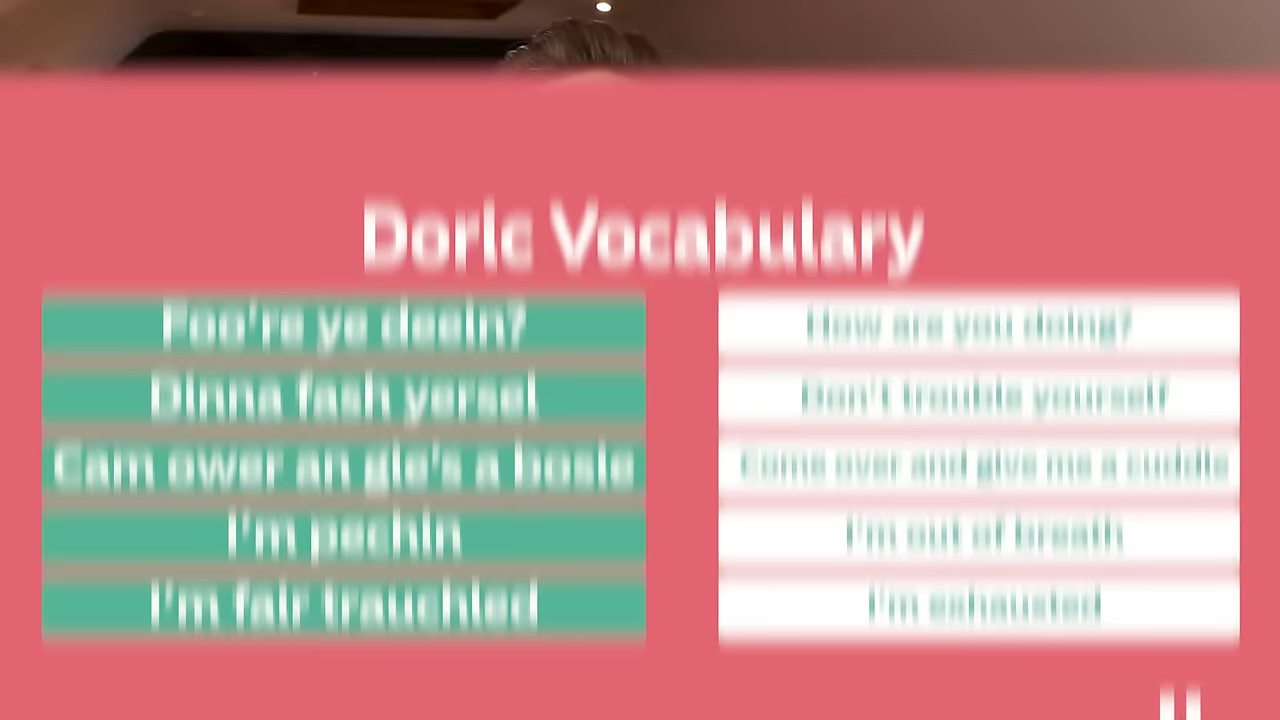 Doric Vocabulary
Foo're ye deein?
How are you doing?
Dinna fash yersel
Don't trouble yourself
Cam ower an gie's a bosie
Come over and give me a cuddle
I'm pechin
I'm out of breath
I'm fair trauchled
I'm exhausted